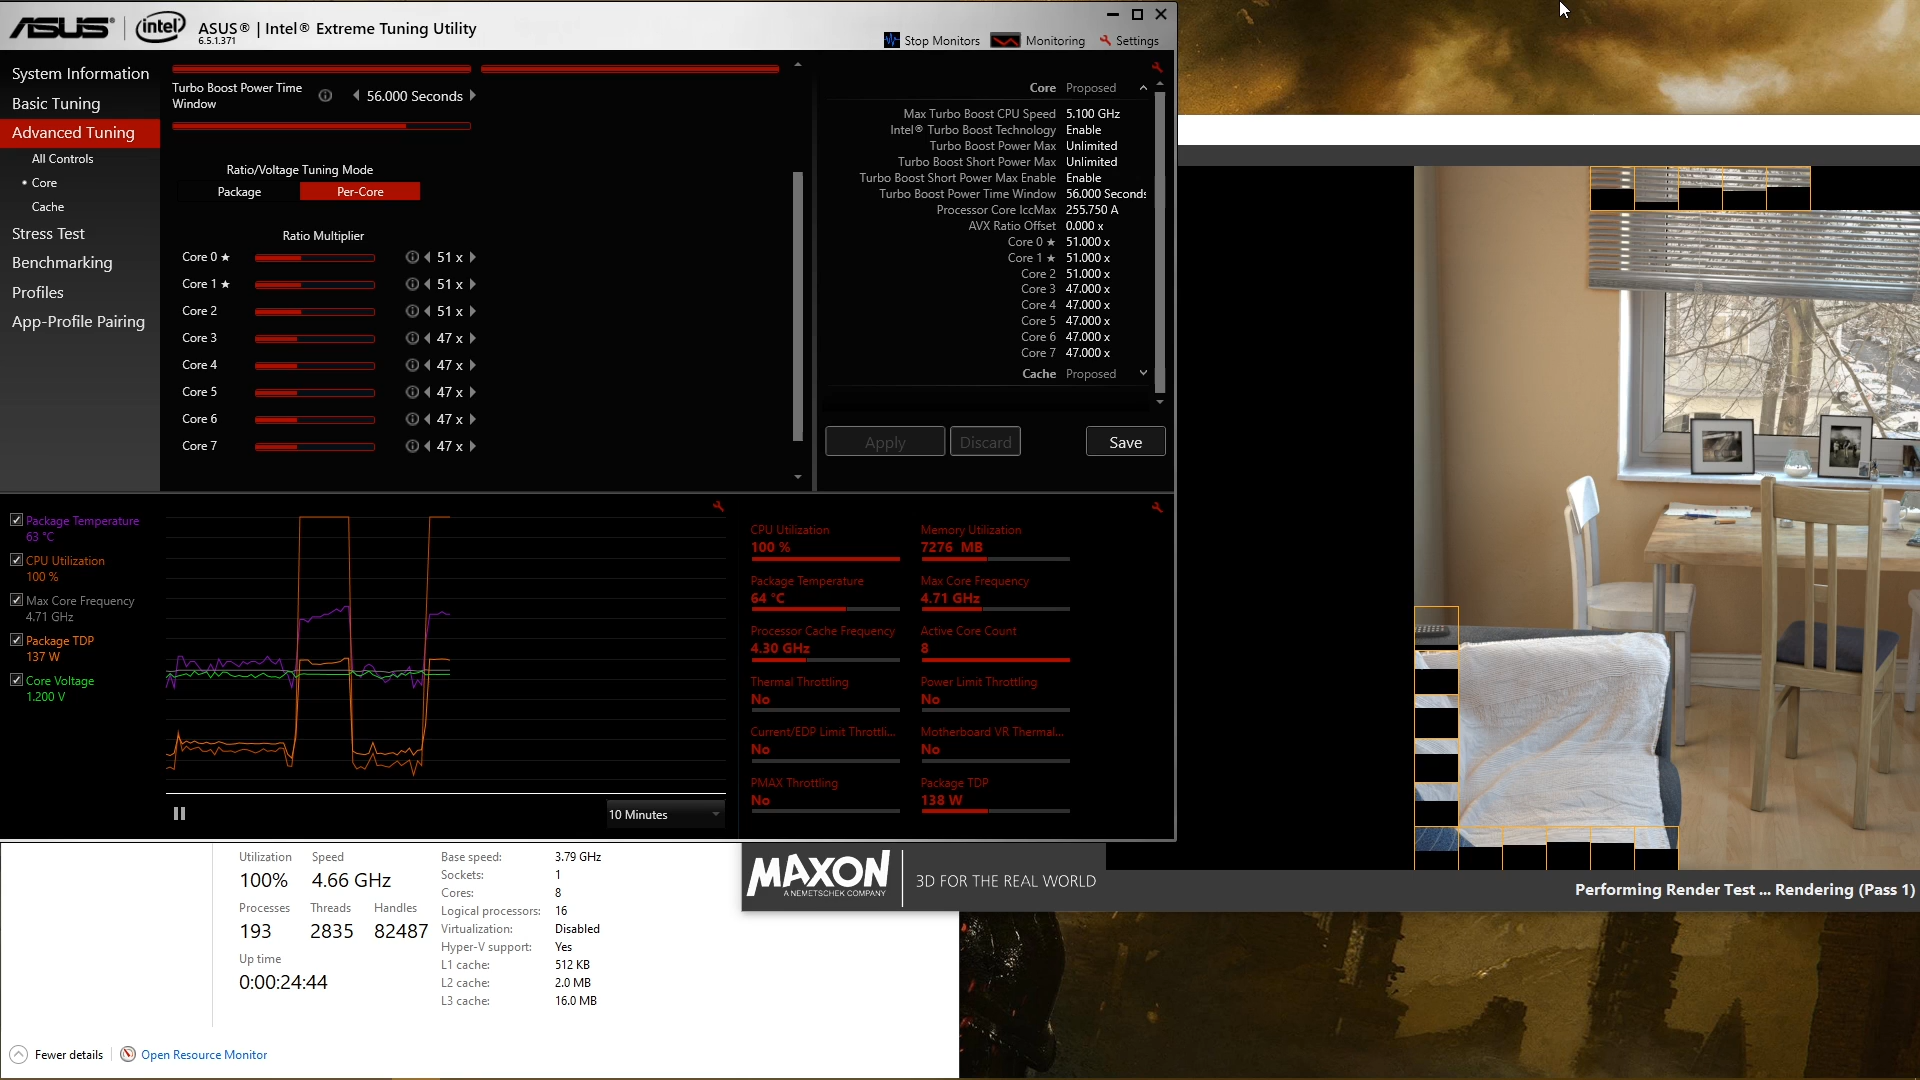 ASUS intel ASUS® | Intel® Extreme Tuning Utility
6.5.1.371
Stop Monitors Monitoring Settings
System Information
Basic Tuning
Advanced Tuning
All Controls
• Core
Cache
Stress Test
Benchmarking
Profiles
App-Profile Pairing
Turbo Boost Power Time
Window
56.000 Seconds
Ratio/Voltage Tuning Mode
Package Per-Core
Ratio Multiplier
Core 0 ★ 51 x
Core 1 ★ 51 x
Core 2 51 x
Core 3 47 x
Core 4 47 x
Core 5 47 x
Core 6 47 x
Core 7 47 x
Core Proposed
Max Turbo Boost CPU Speed 5.100 GHz
Intel® Turbo Boost Technology Enable
Turbo Boost Power Max Unlimited
Turbo Boost Short Power Max Unlimited
Turbo Boost Short Power Max Enable Enable
Turbo Boost Power Time Window 56.000 Seconds
Processor Core IccMax 255.750 A
AVX Ratio Offset 0.000 x
Core 0 ★ 51.000 x
Core 1 ★ 51.000 x
Core 2 51.000 x
Core 3 47.000 x
Core 4 47.000 x
Core 5 47.000 x
Core 6 47.000 x
Core 7 47.000 x
Cache Proposed
Apply Discard Save
Package Temperature
63 °C
CPU Utilization
100 %
Max Core Frequency
4.71 GHz
Package TDP
137 W
Core Voltage
1.200 V
10 Minutes
CPU Utilization
100 %
Memory Utilization
7276 MB
Package Temperature
64 °C
Max Core Frequency
4.71 GHz
Processor Cache Frequency
4.30 GHz
Active Core Count
8
Thermal Throttling
No
Power Limit Throttling
No
Current/EDP Limit Throttli...
No
Motherboard VR Thermal...
No
PMAX Throttling
No
Package TDP
138 W
Utilization Speed
100% 4.66 GHz
Processes Threads Handles
193 2835 82487
Up time
0:00:24:44
Base speed: 3.79 GHz
Sockets: 1
Cores: 8
Logical processors: 16
Virtualization: Disabled
Hyper-V support: Yes
L1 cache: 512 KB
L2 cache: 2.0 MB
L3 cache: 16.0 MB
Fewer details Open Resource Monitor
MAXON 3D FOR THE REAL WORLD
A NEMETSCHEK COMPANY
Performing Render Test ... Rendering (Pass 1)